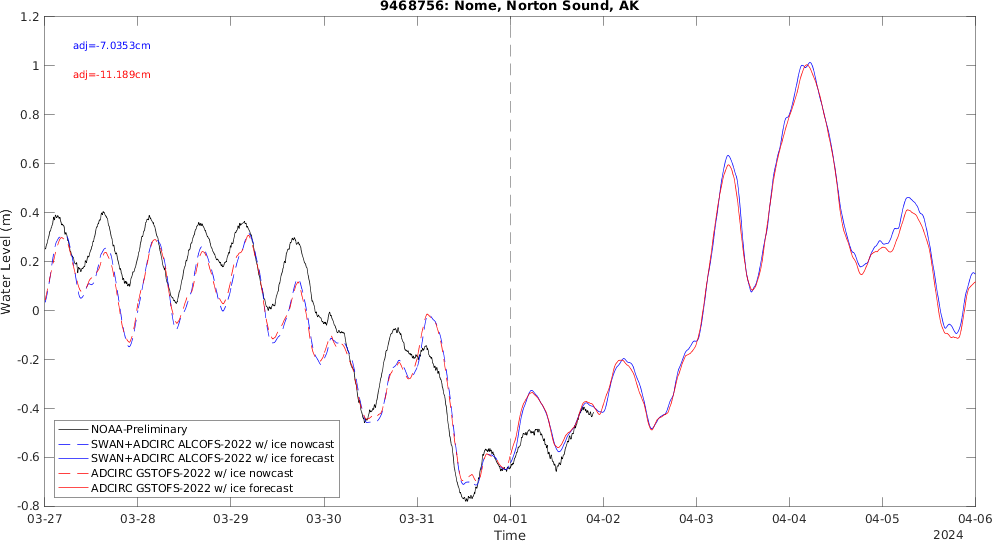 9468756: Nome, Norton Sound, AK
1.2
1
0.8
0.6
0.4
0.2
0
-0.2
-0.4
-0.6
-0.8
Water Level (m)
adj=-7.0353cm
adj=-11.189cm
NOAA-Preliminary
SWAN+ADCIRC ALCOFS-2022 w/ ice nowcast
SWAN+ADCIRC ALCOFS-2022 w/ ice forecast
ADCIRC GSTOFS-2022 w/ ice nowcast
ADCIRC GSTOFS-2022 w/ ice forecast
03-27 03-28 03-29 03-30 03-31 04-01 04-02 04-03 04-04 04-05 04-06
Time
2024